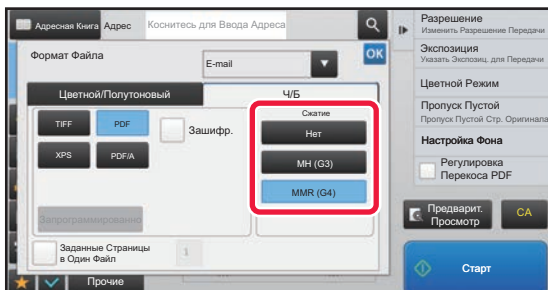 Адресная Книга
Адрес
Коснитесь для Ввода Адреса
Формат Файла
E-mail
OK
Цветной/Полутоновый
Ч/Б
TIFF
PDF
Зашифр.
XPS
PDF/A
Запрограммированно
Заданные Страницы
в Один Файл
1
Сжатие
Нет
MH (G3)
MMR (G4)
Прочие
Разрешение
Изменить Разрешение Передачи
Экспозиция
Указать Экспозиц. для Передачи
Цветной Режим
Пропуск Пустой
Пропуск Пустой Стр. Оригинала
Настройка Фона
Регулировка
Перекоса PDF
Предварит.
Просмотр
CA
Старт